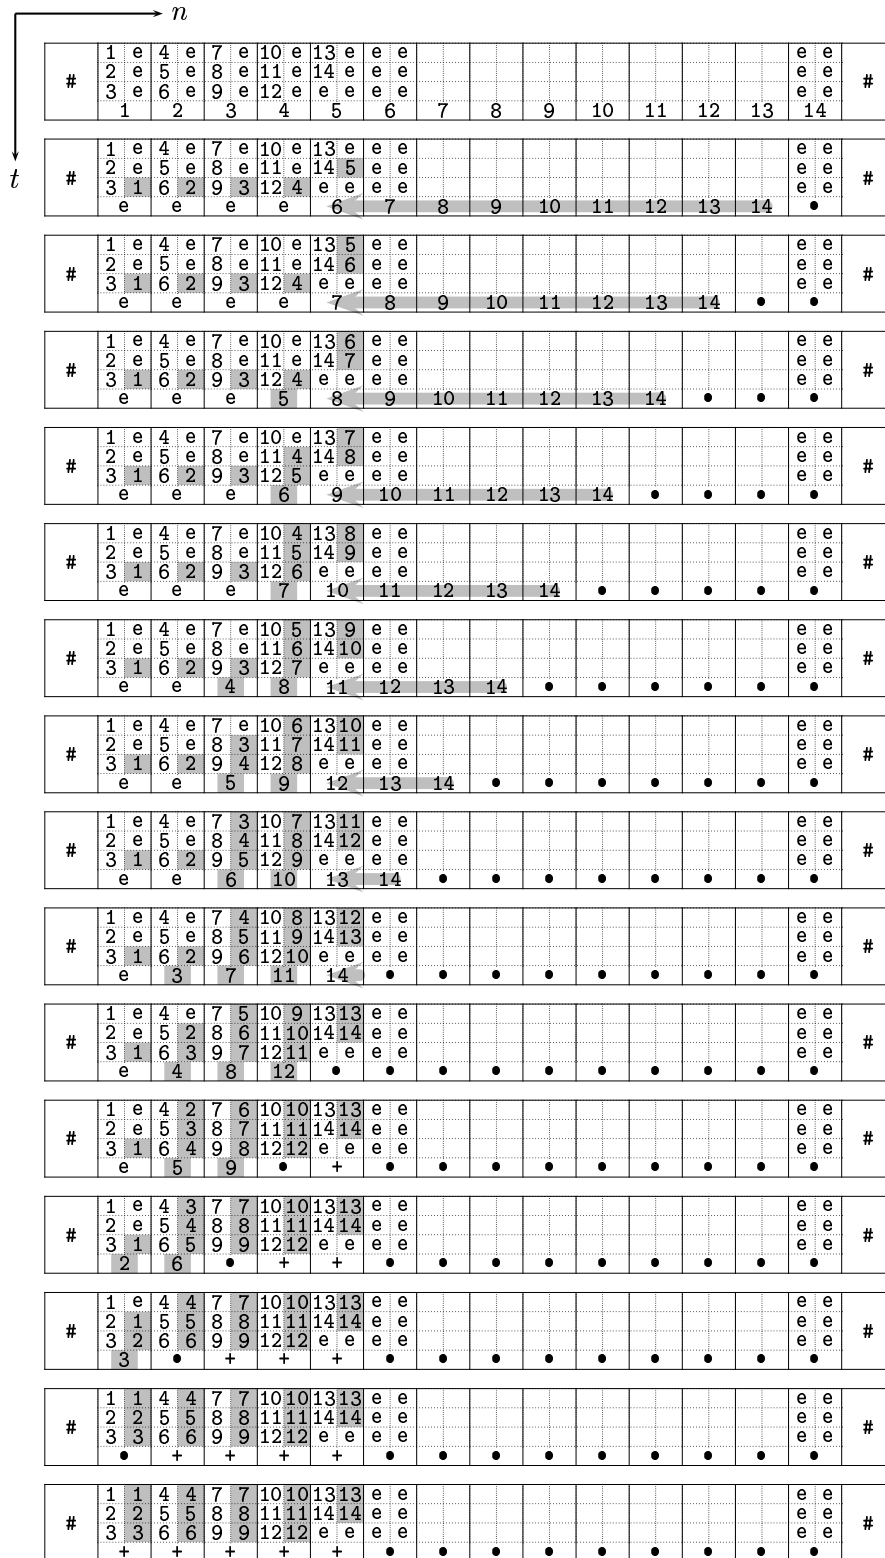 n
t
1 e 4 e 7 e 10 e 13 e e e e e
2 e 5 e 8 e 11 e 14 e e e e e
# 3 e 6 e 9 e 12 e e e e e e e #
1 2 3 4 5 6 7 8 9 10 11 12 13 14
1 e 4 e 7 e 10 e 13 e e e e e
2 e 5 e 8 e 11 e 14 5 e e e e
# 3 1 6 2 9 3 12 4 e e e e e e #
e e e e 6 7 8 9 10 11 12 13 14 •
1 e 4 e 7 e 10 e 13 5 e e e e
2 e 5 e 8 e 11 e 14 6 e e e e
# 3 1 6 2 9 3 12 4 e e e e e e #
e e e e 7 8 9 10 11 12 13 14 • •
1 e 4 e 7 e 10 e 13 6 e e e e
2 e 5 e 8 e 11 e 14 7 e e e e
# 3 1 6 2 9 3 12 4 e e e e e e #
e e e 5 8 9 10 11 12 13 14 • • •
1 e 4 e 7 e 10 e 13 7 e e e e
2 e 5 e 8 e 11 4 14 8 e e e e
# 3 1 6 2 9 3 12 5 e e e e e e #
e e e 6 9 10 11 12 13 14 • • • •
1 e 4 e 7 e 10 4 13 8 e e e e
2 e 5 e 8 e 11 5 14 9 e e e e
# 3 1 6 2 9 3 12 6 e e e e e e #
e e e 7 10 11 12 13 14 • • • • •
1 e 4 e 7 e 10 5 13 9 e e e e
2 e 5 e 8 e 11 6 14 10 e e e e
# 3 1 6 2 9 3 12 7 e e e e e e #
e e 4 8 11 12 13 14 • • • • • •
1 e 4 e 7 e 10 6 13 10 e e e e
2 e 5 e 8 3 11 7 14 11 e e e e
# 3 1 6 2 9 4 12 8 e e e e e e #
e e 5 9 12 13 14 • • • • • • •
1 e 4 e 7 3 10 7 13 11 e e e e
2 e 5 e 8 4 11 8 14 12 e e e e
# 3 1 6 2 9 5 12 9 e e e e e e #
e e 6 10 13 14 • • • • • • • •
1 e 4 e 7 4 10 8 13 12 e e e e
2 e 5 e 8 5 11 9 14 13 e e e e
# 3 1 6 2 9 6 12 10 e e e e e e #
e 3 7 11 14 • • • • • • • • •
1 e 4 e 7 5 10 9 13 13 e e e e
2 e 5 2 8 6 11 10 14 14 e e e e
# 3 1 6 3 9 7 12 11 e e e e e e #
e 4 8 12 • • • • • • • • • •
1 e 4 2 7 6 10 10 13 13 e e e e
2 e 5 3 8 7 11 11 14 14 e e e e
# 3 1 6 4 9 8 12 12 e e e e e e #
e 5 9 • + • • • • • • • • •
1 e 4 3 7 7 10 10 13 13 e e e e
2 e 5 4 8 8 11 11 14 14 e e e e
# 3 1 6 5 9 9 12 12 e e e e e e #
2 6 • + + • • • • • • • • •
1 e 4 4 7 7 10 10 13 13 e e e e
2 1 5 5 8 8 11 11 14 14 e e e e
# 3 2 6 6 9 9 12 12 e e e e e e #
3 • + + + • • • • • • • • •
1 1 4 4 7 7 10 10 13 13 e e e e
2 2 5 5 8 8 11 11 14 14 e e e e
# 3 3 6 6 9 9 12 12 e e e e e e #
• + + + + • • • • • • • • •
1 1 4 4 7 7 10 10 13 13 e e e e
2 2 5 5 8 8 11 11 14 14 e e e e
# 3 3 6 6 9 9 12 12 e e e e e e #
+ + + + + • • • • • • • • •